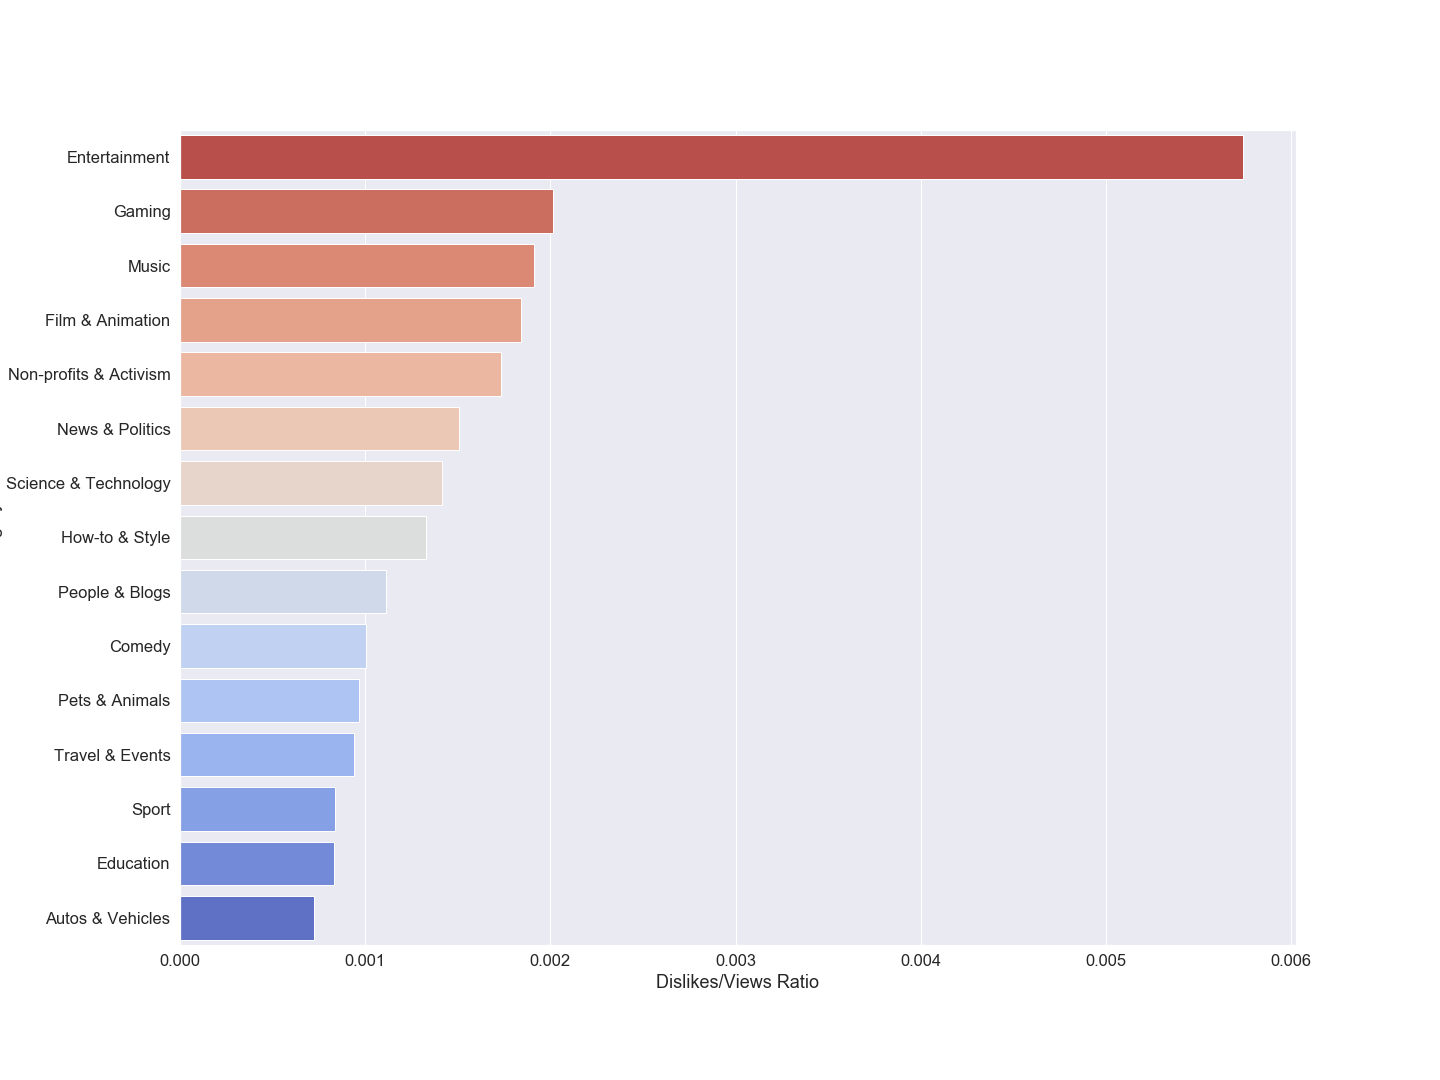 Entertainment
Gaming
Music
Film & Animation
Non-profits & Activism
News & Politics
Science & Technology
How-to & Style
People & Blogs
Comedy
Pets & Animals
Travel & Events
Sport
Education
Autos & Vehicles
0.000 0.001 0.002 0.003 0.004 0.005 0.006
Dislikes/Views Ratio